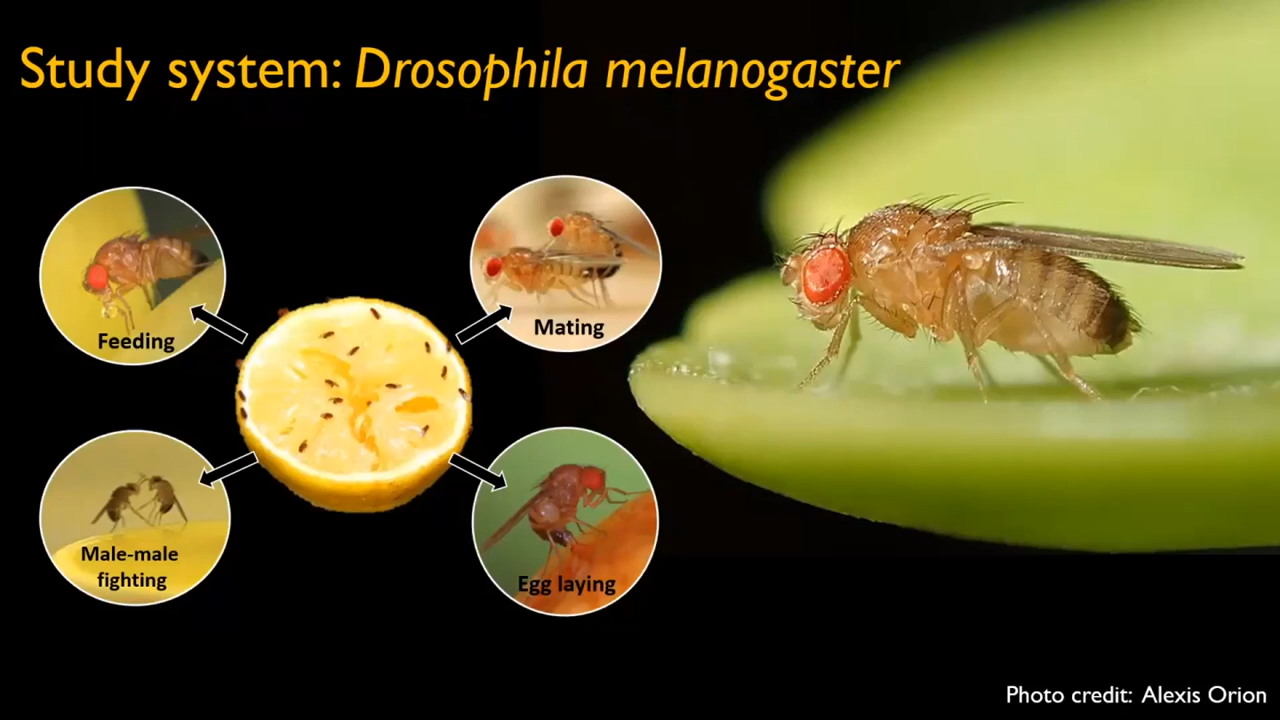 Study system: Drosophila melanogaster
Feeding
Mating
Male-male
fighting
Egg laying
Photo credit: Alexis Orion